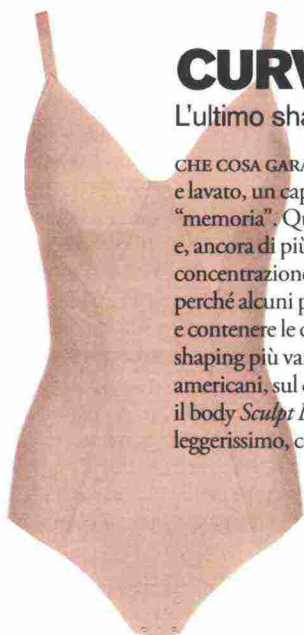 CURV
L'ultimo sha
CHE COSA GARA
e lavato, un cap
"memoria". Qu
e, ancora di più
concentrazione
perché alcuni p
e contenere le c
shaping più va
americani, sul
il body Sculpt
leggerissimo, c